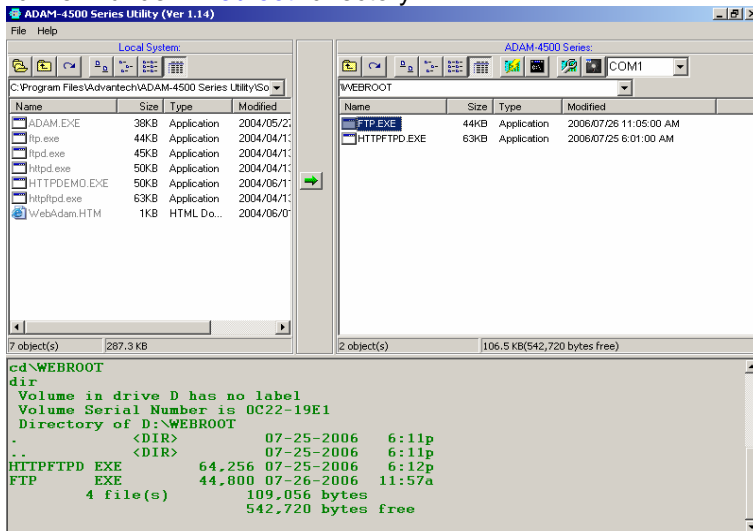 ADAM-4500 Series Utility (Ver 1.14)
File Help
Local System:
ADAM-4500 Series:
COM1
C:\Program Files\Advantech\ADAM-4500 Series Utility\So
\WEBROOT
Name Size Type Modified
ADAM.EXE 38KB Application 2004/05/27
ftp.exe 44KB Application 2004/04/13
ftpd.exe 45KB Application 2004/04/13
httpd.exe 50KB Application 2004/04/13
HTTPDEMO.EXE 50KB Application 2004/06/1
httpftpd.exe 63KB Application 2004/04/13
WebAdam.HTM 1KB HTML Do... 2004/06/0
Name Size Type Modified
FTP.EXE 44KB Application 2006/07/26 11:05:00 AM
HTTPFTPD.EXE 63KB Application 2006/07/25 6:01:00 AM
7 object(s) 287.3 KB
2 object(s) 106.5 KB(542,720 bytes free)
cd\WEBROOT
dir
Volume in drive D has no label
Volume Serial Number is 0C22-19E1
Directory of D:\WEBROOT
. <DIR> 07-25-2006 6:11p
.. <DIR> 07-25-2006 6:11p
HTTPFTPD EXE 64,256 07-25-2006 6:12p
FTP EXE 44,800 07-26-2006 11:57a
4 file(s) 109,056 bytes
542,720 bytes free